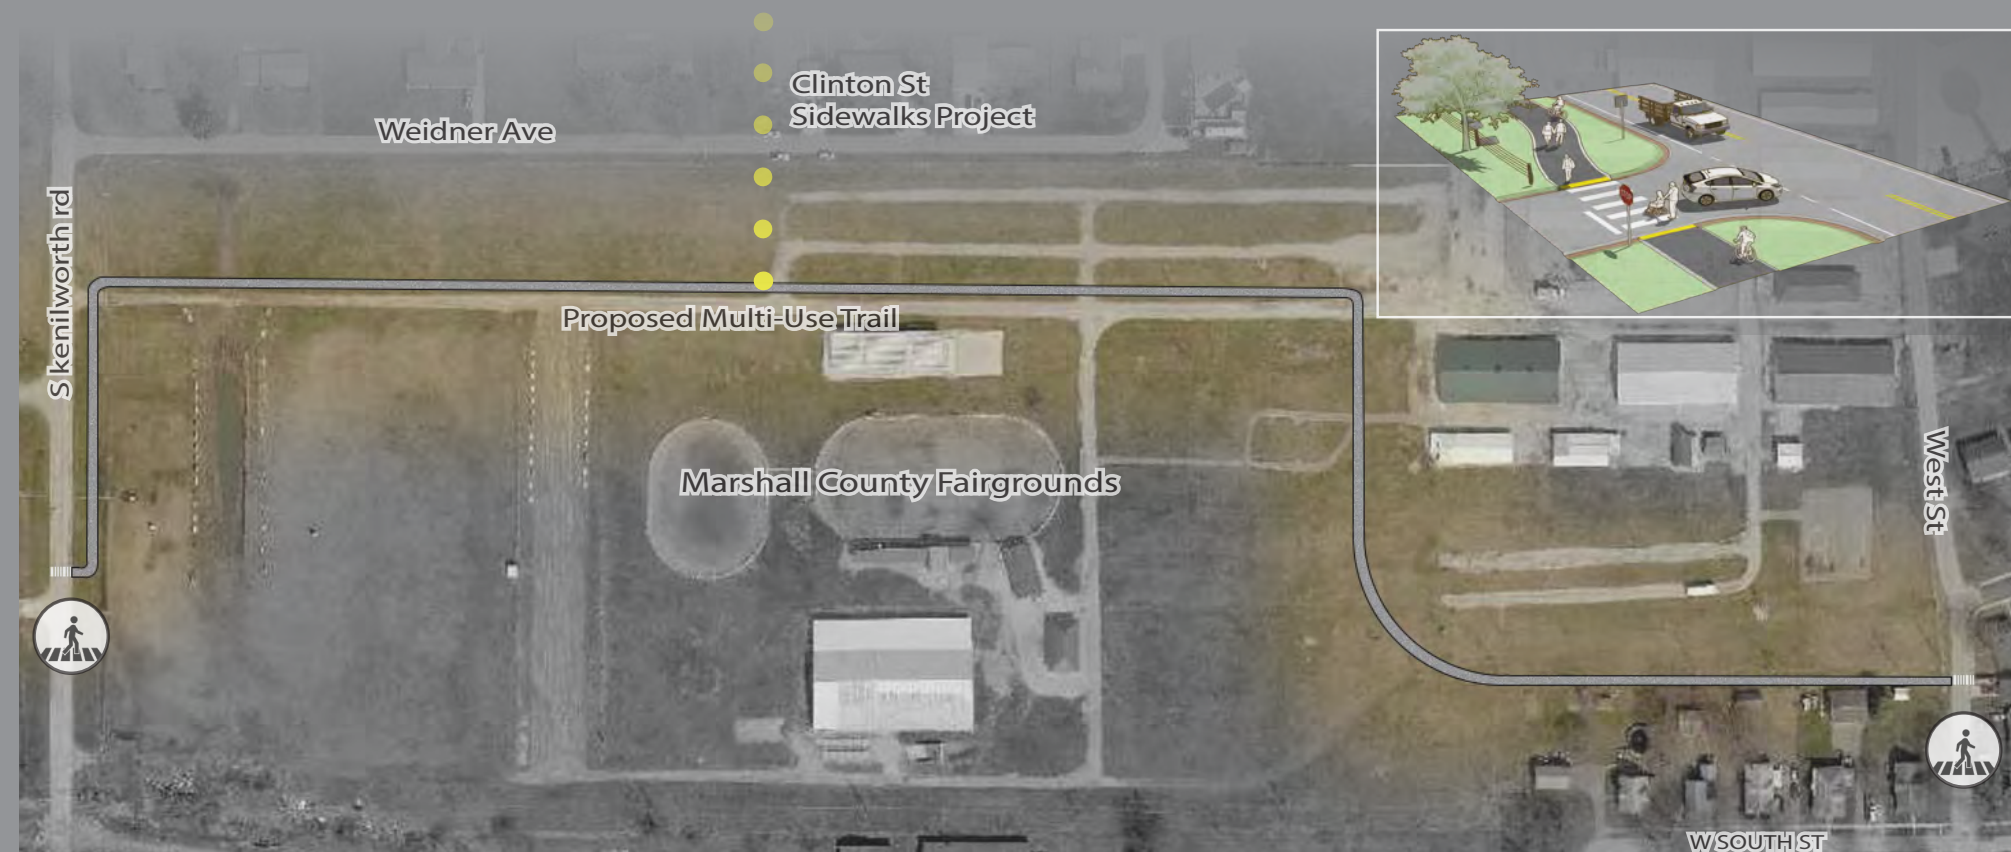 Clinton St
Sidewalks Project
Weidner Ave
S kenilworth rd
Proposed Multi-Use Trail
Marshall County Fairgrounds
West St
W SOUTH ST